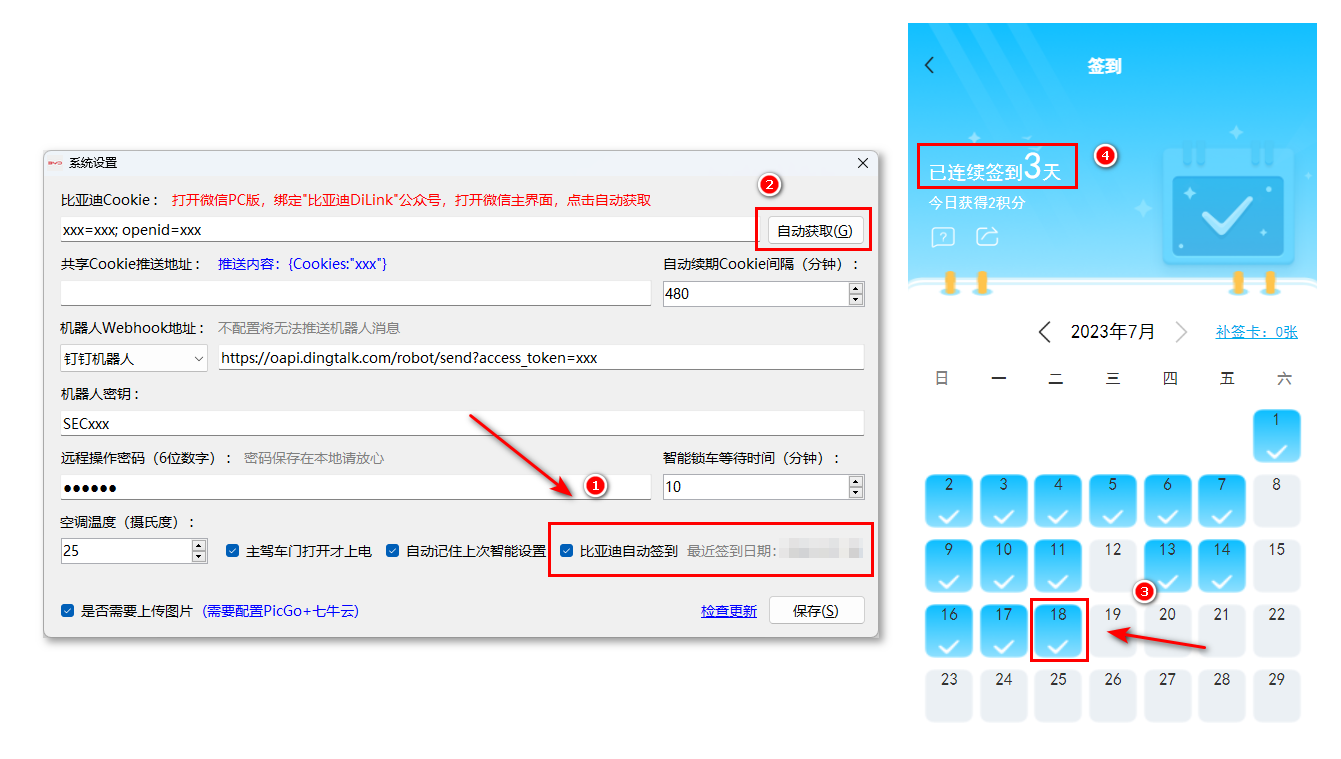 BYD 系统设置
比亚迪Cookie： 打开微信PC版，绑定"比亚迪DiLink"公众号，打开微信主界面，点击自动获取
2
xxx=xxx; openid=xxx
自动获取(G)
共享Cookie推送地址： 推送内容：{Cookies:"xxx"}
自动续期Cookie间隔（分钟）：
480
机器人Webhook地址： 不配置将无法推送机器人消息
钉钉机器人
https://oapi.dingtalk.com/robot/send?access_token=xxx
机器人密钥：
SECxxx
远程操作密码（6位数字）： 密码保存在本地请放心
智能锁车等待时间（分钟）：
●●●●●●
1
10
空调温度（摄氏度）：
25
主驾车门打开才上电
自动记住上次智能设置
比亚迪自动签到 最近签到日期：
是否需要上传图片 (需要配置PicGo+七牛云)
检查更新
保存(S)
签到
已连续签到3天
4
今日获得2积分
?
2023年7月
补签卡：0张
日 一 二 三 四 五 六
1
2 3 4 5 6 7 8
9 10 11 12 13 14 15
3
16 17 18 19 20 21 22
23 24 25 26 27 28 29